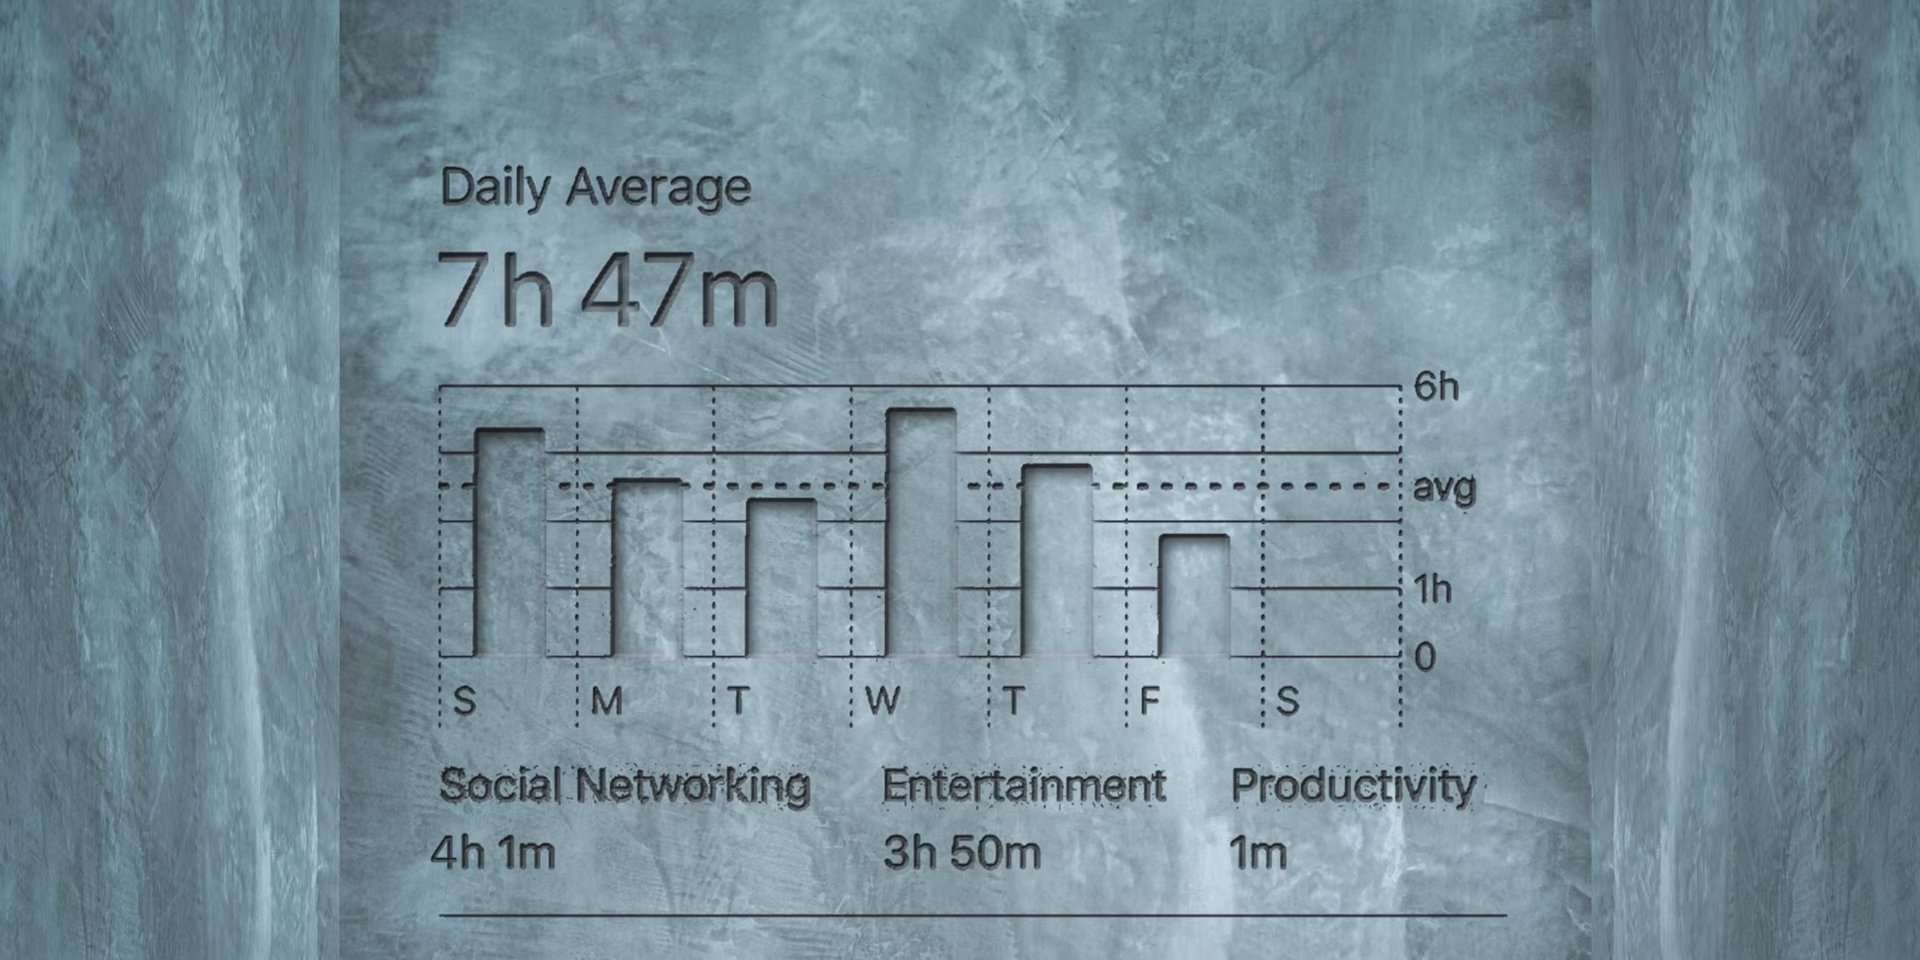 Daily Average
7h 47m
6h
avg
1h
0
S M T W T F S
Social Networking Entertainment Productivity
4h 1m 3h 50m 1m